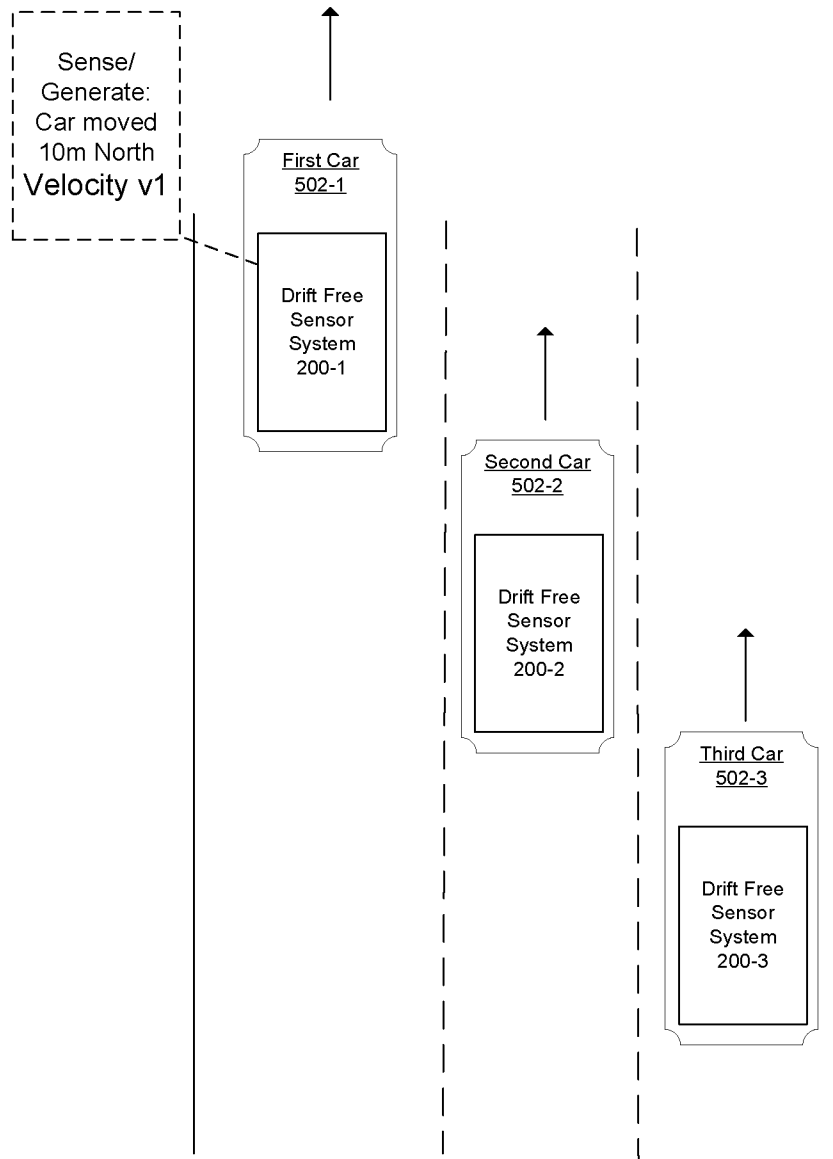 Sense/
Generate:
Car moved
10m North
Velocity v1
First Car
502-1
Drift Free
Sensor
System
200-1
Second Car
502-2
Drift Free
Sensor
System
200-2
Third Car
502-3
Drift Free
Sensor
System
200-3